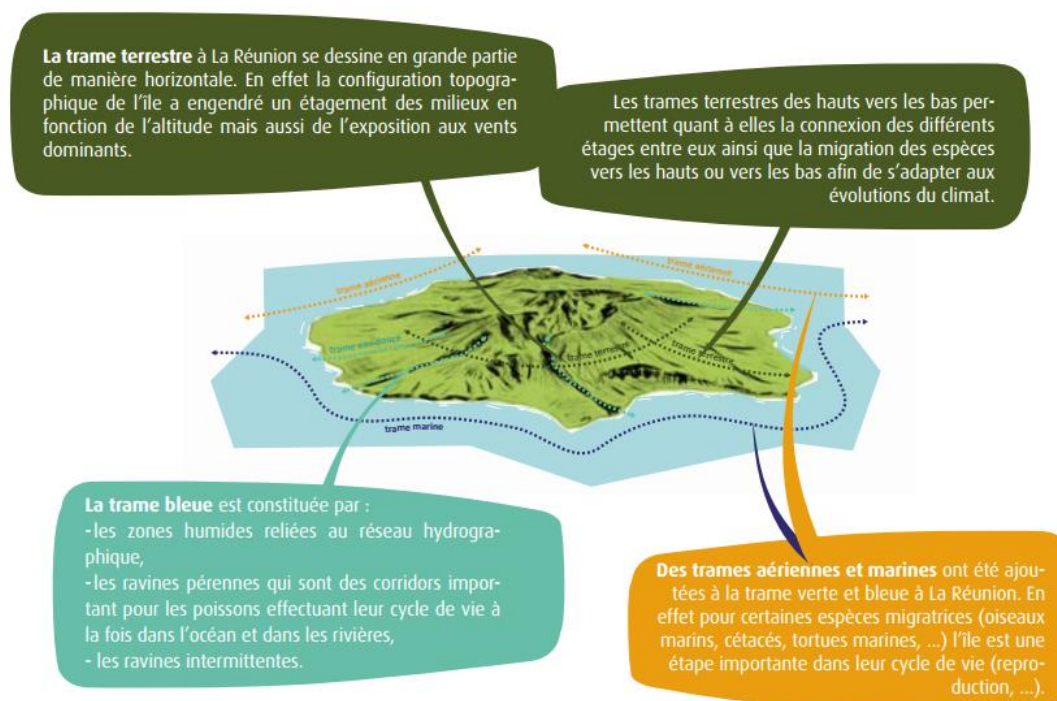 La trame terrestre à La Réunion se dessine en grande partie
de manière horizontale. En effet la configuration topogra-
phique de l'île a engendré un étagement des milieux en
fonction de l'altitude mais aussi de l'exposition aux vents
dominants.
Les trames terrestres des hauts vers les bas per-
mettent quant à elles la connexion des différents
étages entre eux ainsi que la migration des espèces
vers les hauts ou vers les bas afin de s'adapter aux
évolutions du climat.
trame aérienne
trame aérienne
trame eau douce
trame terrestre
trame terrestre
trame marine
La trame bleue est constituée par :
- les zones humides reliées au réseau hydrogra-
phique,
- les ravines pérennes qui sont des corridors impor-
tant pour les poissons effectuant leur cycle de vie à
la fois dans l'océan et dans les rivières,
- les ravines intermittentes.
Des trames aériennes et marines ont été ajou-
tées à la trame verte et bleue à La Réunion. En
effet pour certaines espèces migratrices (oiseaux
marins, cétacés, tortues marines, ...) l'île est une
étape importante dans leur cycle de vie (repro-
duction, ...).